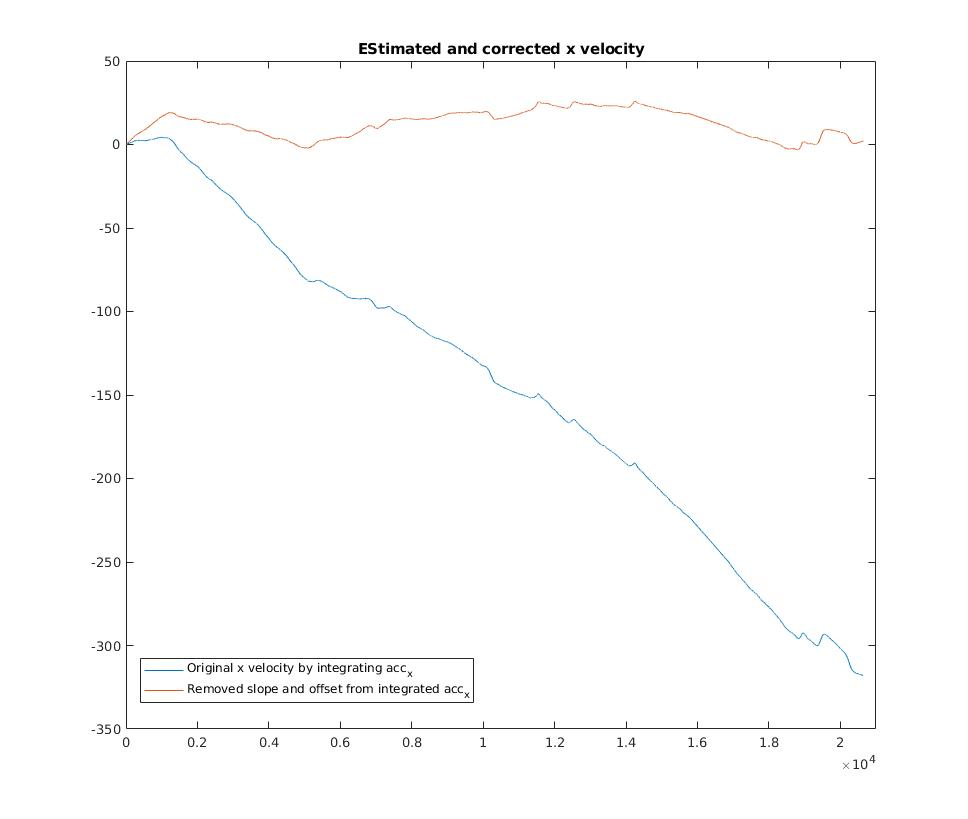 EStimated and corrected x velocity
50
0
-50
-100
-150
-200
-250
-300
-350
Original x velocity by integrating acc_x
Removed slope and offset from integrated acc_x
0 0.2 0.4 0.6 0.8 1 1.2 1.4 1.6 1.8 2
×10^4